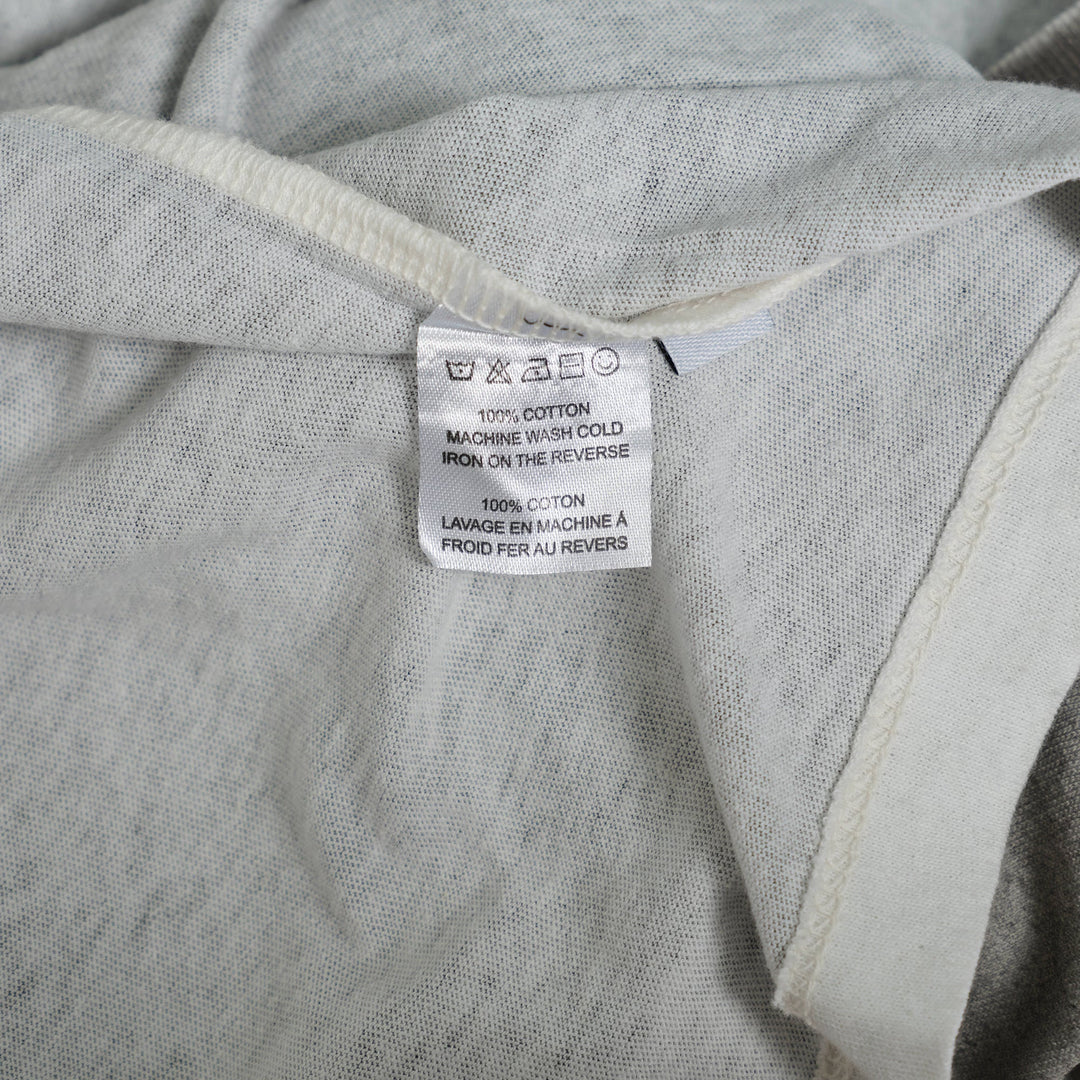 100% COTTON
MACHINE WASH COLD
IRON ON THE REVERSE
100% COTON
LAVAGE EN MACHINE Á
FROID FER AU REVERS